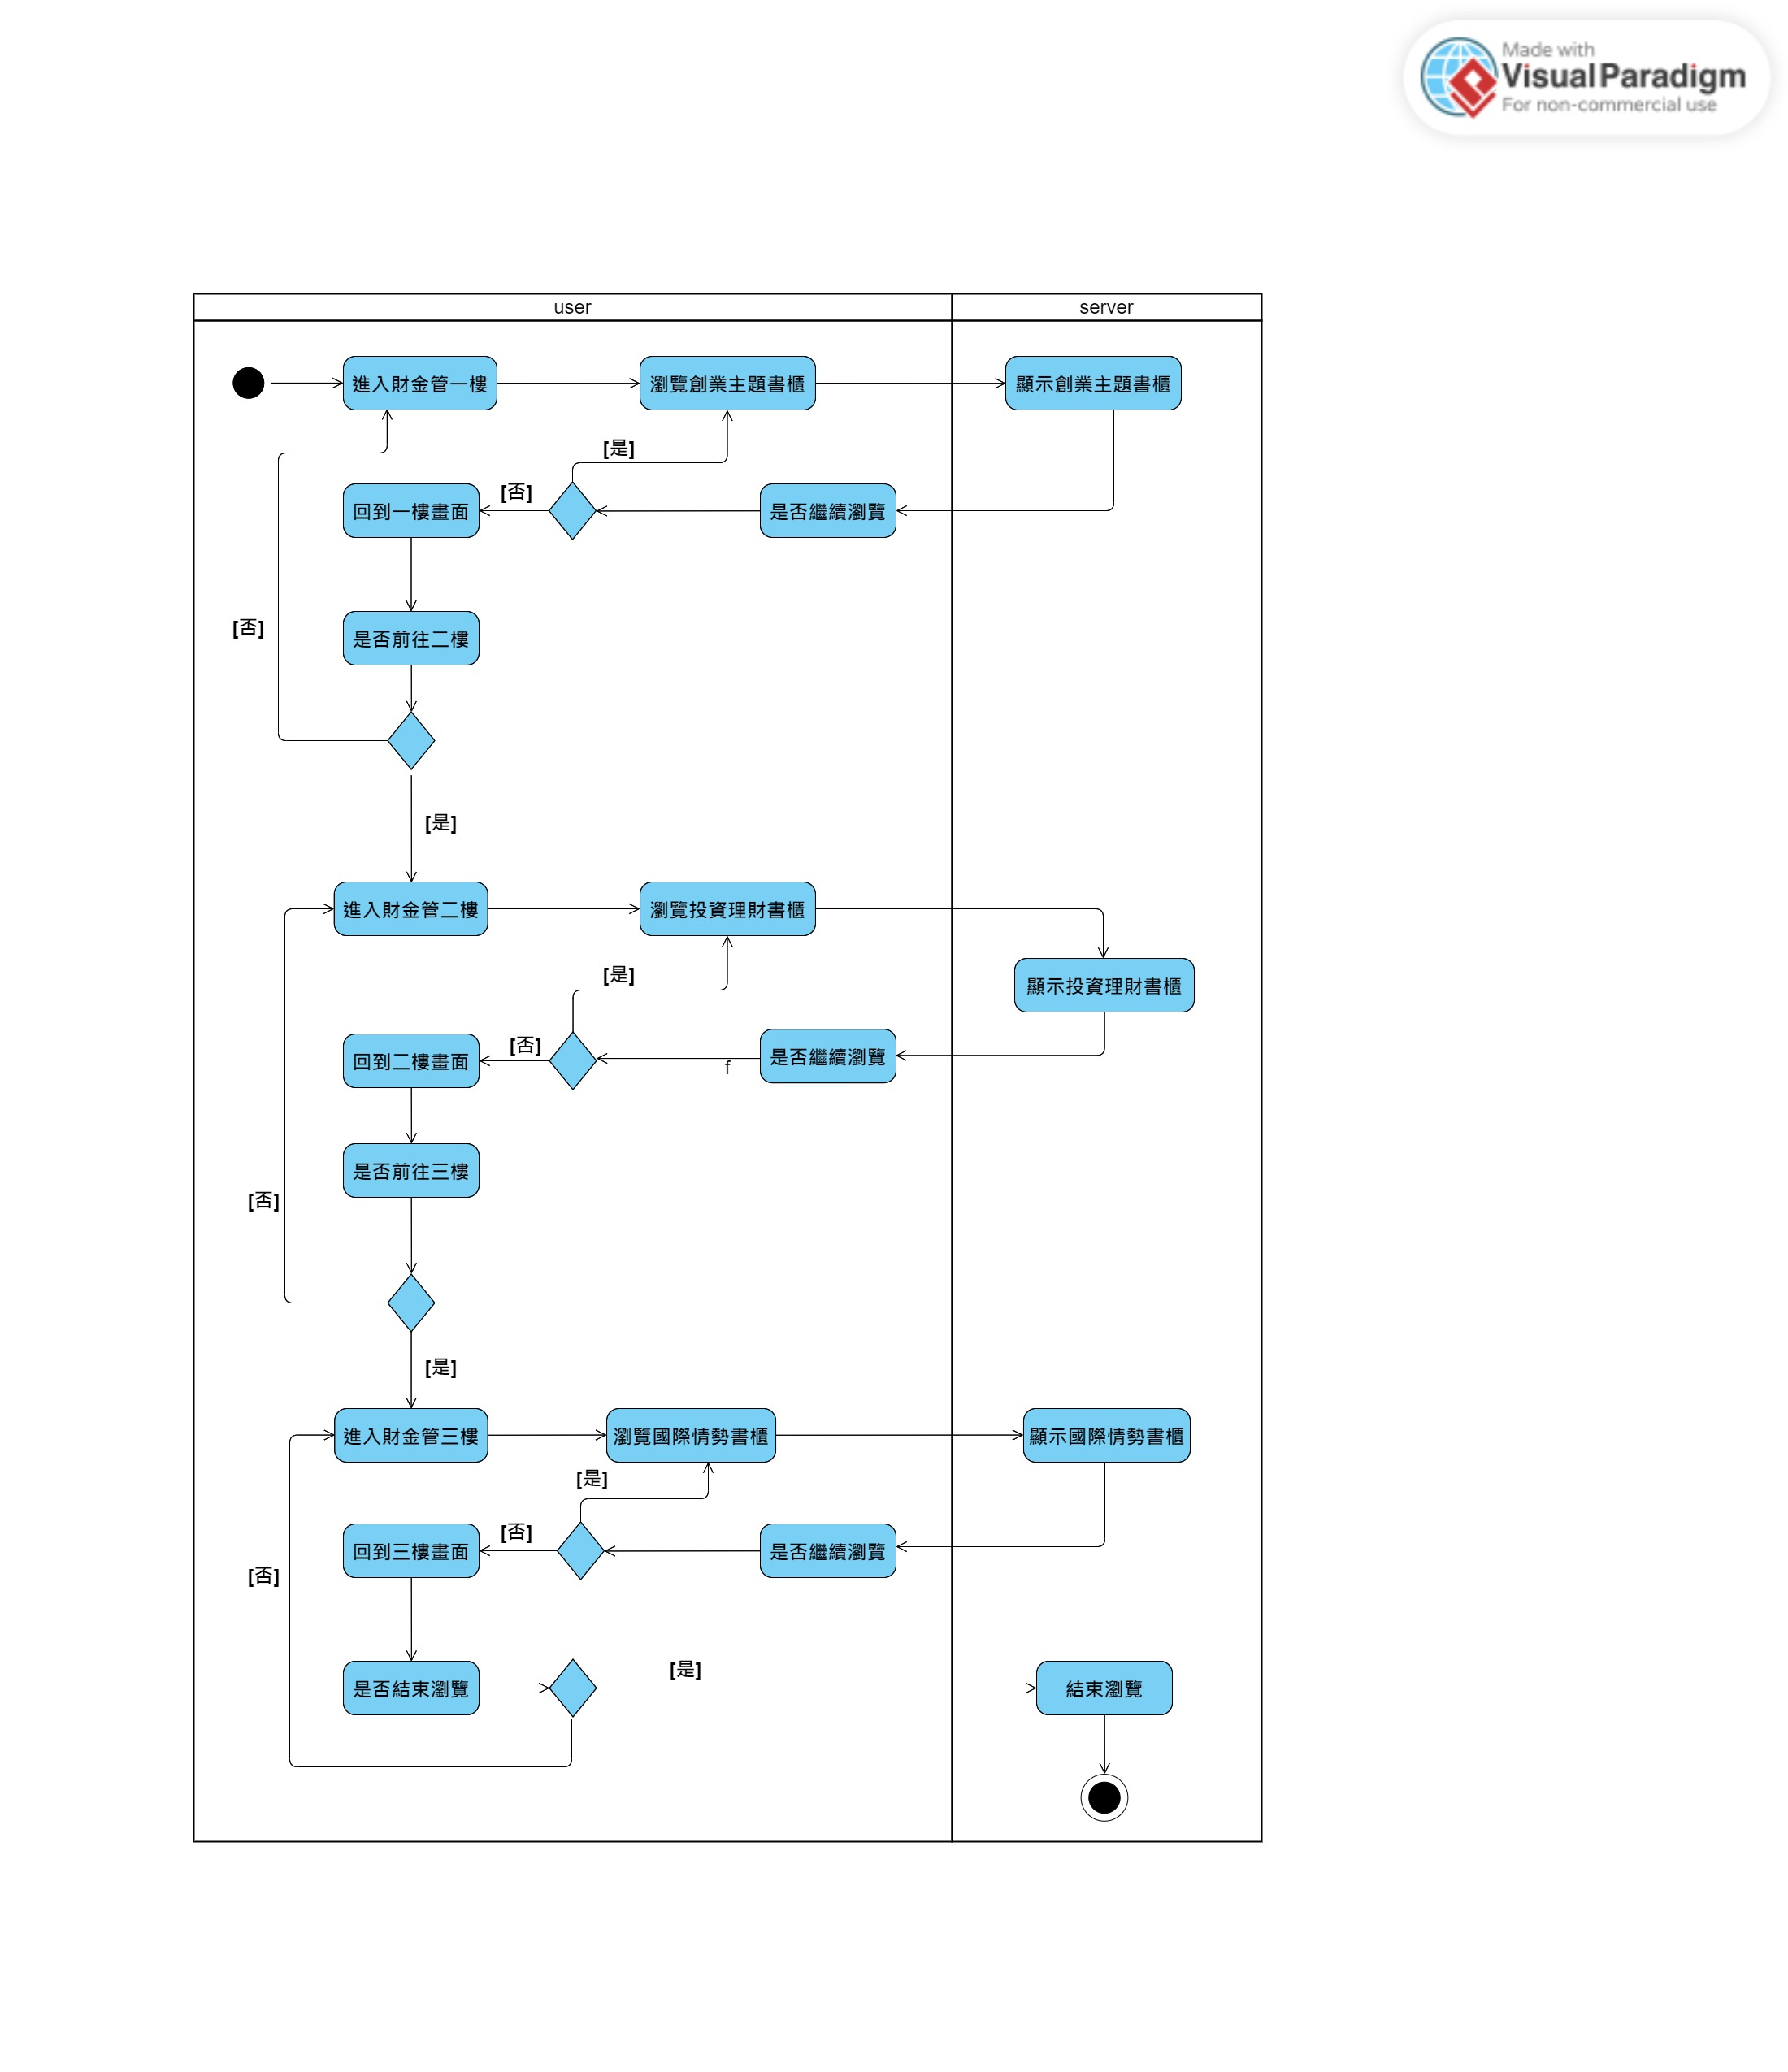 Made with
Visual Paradigm
For non-commercial use
user
server
進入財金管一樓
瀏覽創業主題書櫃
顯示創業主題書櫃
[是]
[否]
回到一樓畫面
是否繼續瀏覽
[否]
是否前往二樓
[是]
進入財金管二樓
瀏覽投資理財書櫃
[是]
顯示投資理財書櫃
[否]
回到二樓畫面
是否繼續瀏覽
f
是否前往三樓
[否]
[是]
進入財金管三樓
瀏覽國際情勢書櫃
顯示國際情勢書櫃
[是]
[否]
回到三樓畫面
是否繼續瀏覽
[否]
[是]
是否結束瀏覽
結束瀏覽